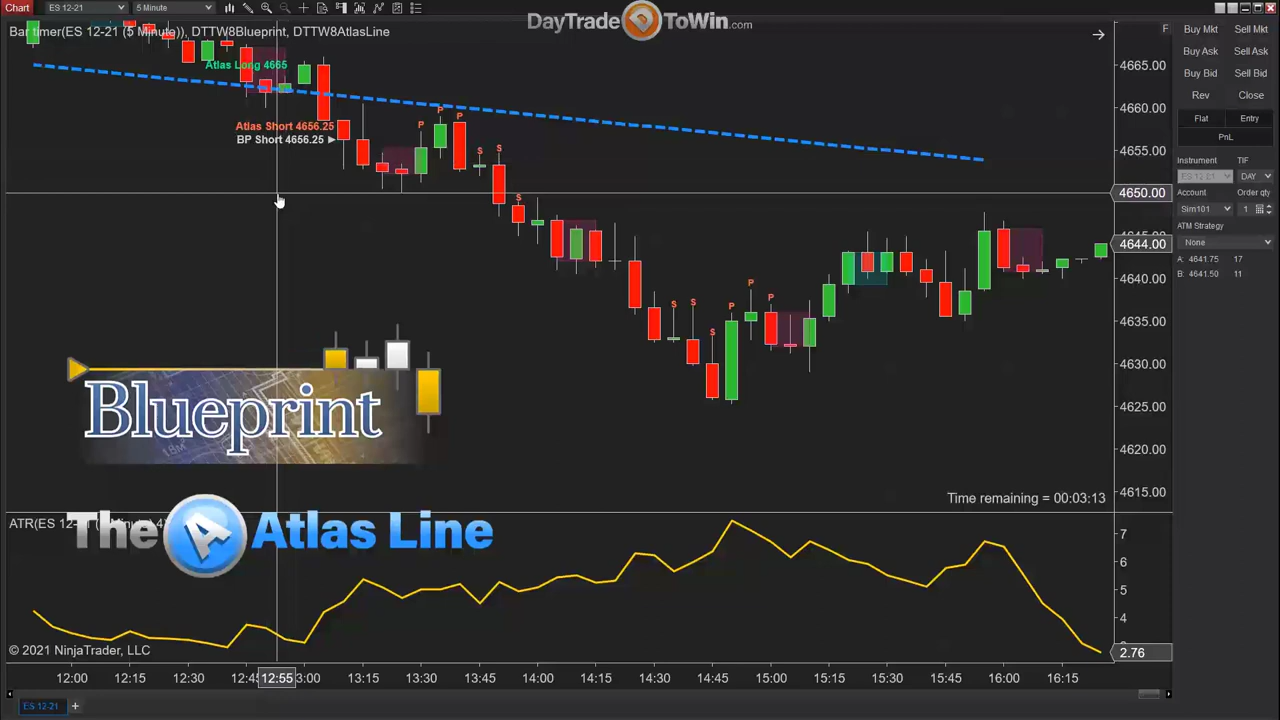 Chart
ES 12-21
5 Minute
DayTrade ToWin.com
Bar timer(ES 12-21 (5 Minute)), DTTW8Blueprint, DTTW8AtlasLine
F
Buy Mkt Sell Mkt
Buy Ask Sell Ask
Buy Bid Sell Bid
Rev Close
Flat Entry
PnL
Instrument TIF
ES 12-21 DAY
Account Order qty
Sim101 1
ATM Strategy
None
A: 4641.75 17
B: 4641.50 11
Atlas Long 4665
Atlas Short 4656.25
BP Short 4656.25
P P P
S S
S
S S
S
P P P
4665.00
4660.00
4655.00
4650.00
4644.00
4640.00
4635.00
4630.00
4625.00
4620.00
4615.00
Blueprint
Time remaining = 00:03:13
The Atlas Line
7
6
5
4
2.76
© 2021 NinjaTrader, LLC
12:00 12:15 12:30 12:55 13:15 13:30 13:45 14:00 14:15 14:30 14:45 15:00 15:15 15:30 15:45 16:00 16:15
ES 12-21 +